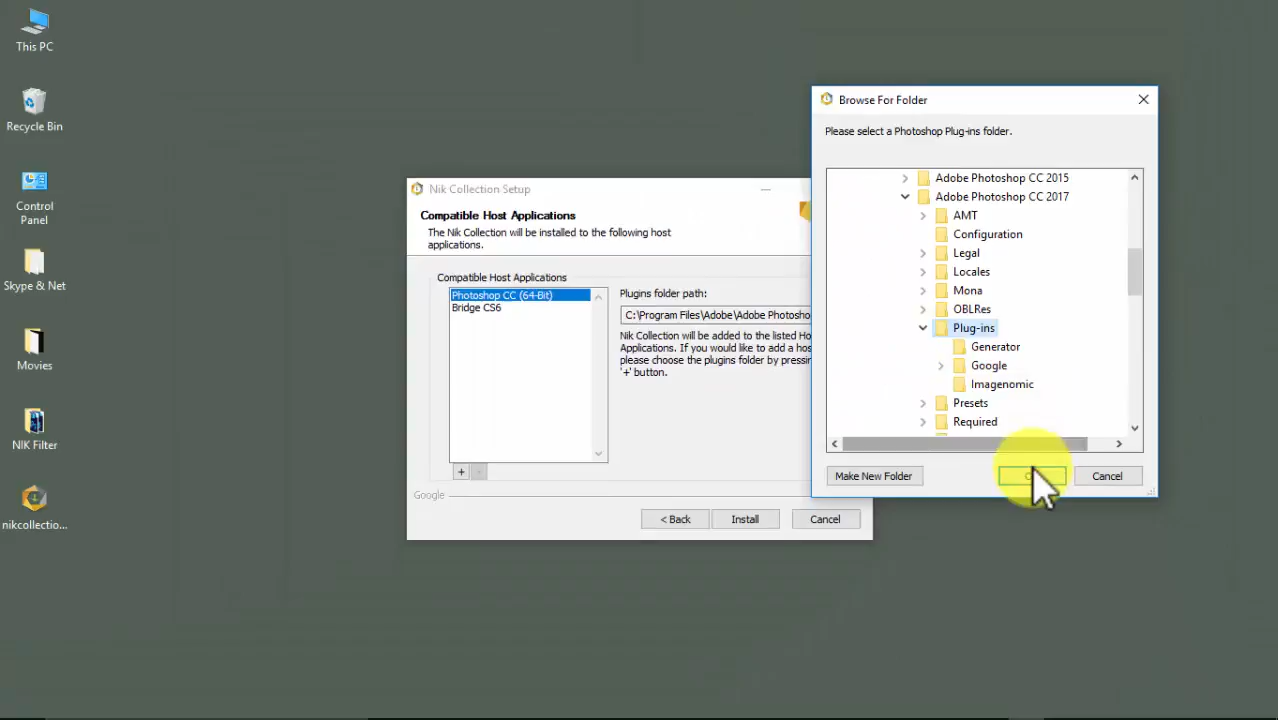 This PC
Recycle Bin
Control
Panel
Skype & Net
Movies
NIK Filter
nikcollectio...
Nik Collection Setup
Compatible Host Applications
The Nik Collection will be installed to the following host
applications.
Compatible Host Applications
Photoshop CC (64-Bit)
Bridge CS6
Plugins folder path:
C:\Program Files\Adobe\Adobe Photosho
Nik Collection will be added to the listed Ho
Applications. If you would like to add a hos
please choose the plugins folder by pressin
'+' button.
+
Google
< Back
Install
Cancel
Browse For Folder
Please select a Photoshop Plug-ins folder.
Adobe Photoshop CC 2015
Adobe Photoshop CC 2017
AMT
Configuration
Legal
Locales
Mona
OBLRes
Plug-ins
Generator
Google
Imagenomic
Presets
Required
Make New Folder
Cancel